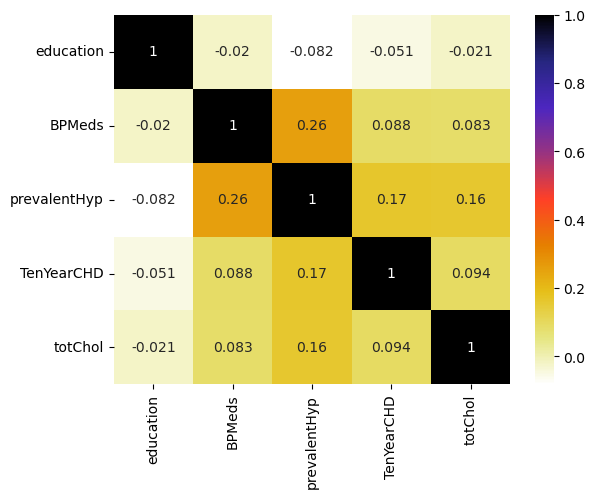 education 1 -0.02 -0.082 -0.051 -0.021
BPMeds -0.02 1 0.26 0.088 0.083
prevalentHyp -0.082 0.26 1 0.17 0.16
TenYearCHD -0.051 0.088 0.17 1 0.094
totChol -0.021 0.083 0.16 0.094 1
education BPMeds prevalentHyp TenYearCHD totChol
1.0
0.8
0.6
0.4
0.2
0.0